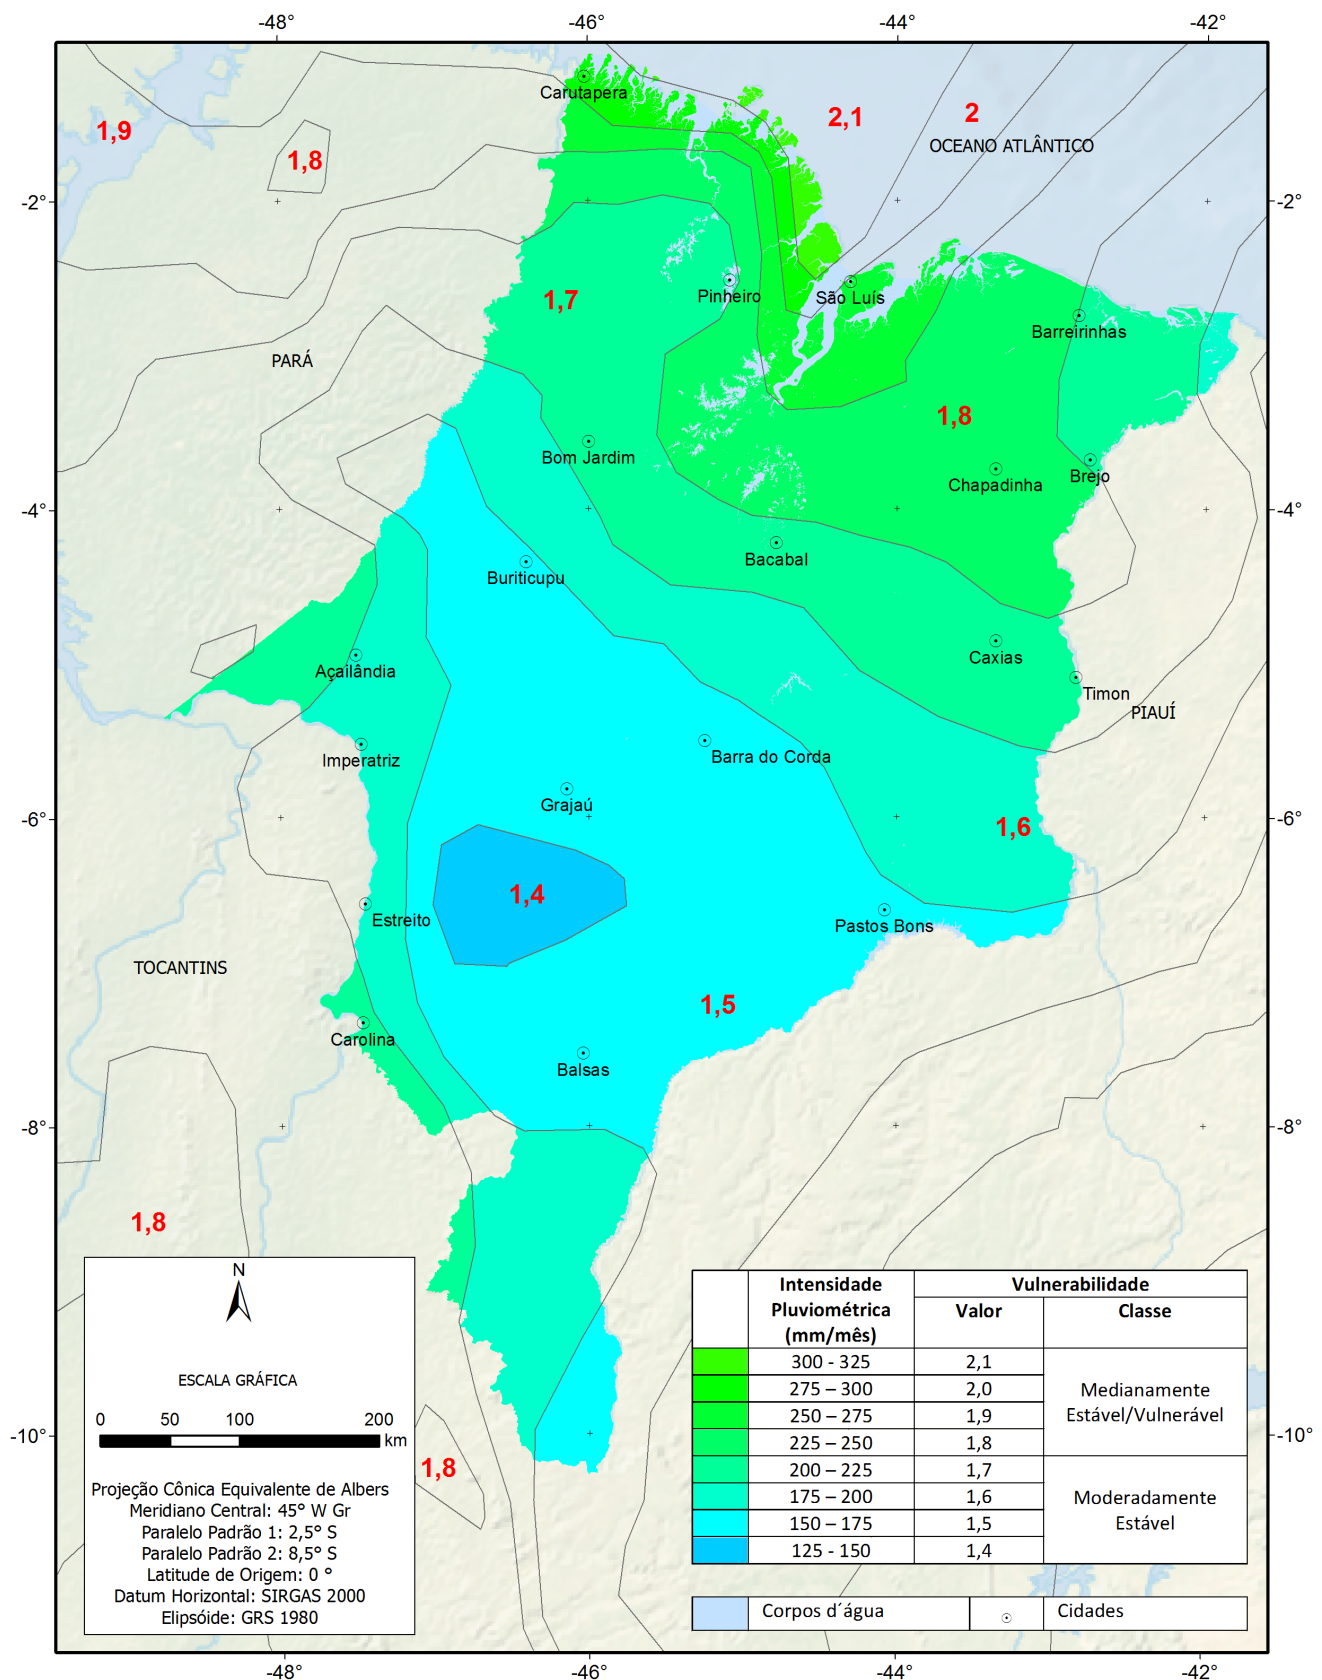 -48°
-46°
-44°
-42°
Carutapera
1,9
2,1
2
OCEANO ATLÂNTICO
1,8
-2°
-2°
1,7
Pinheiro
São Luís
Barreirinhas
PARÁ
1,8
Bom Jardim
Chapadinha
Brejo
-4°
-4°
Bacabal
Buriticupu
Açailândia
Caxias
Timon
PIAUÍ
Imperatriz
Barra do Corda
Grajaú
-6°
-6°
1,6
1,4
Estreito
Pastos Bons
TOCANTINS
1,5
Carolina
Balsas
-8°
-8°
1,8
N
ESCALA GRÁFICA
0 50 100 200
km
-10°
-10°
1,8
Projeção Cônica Equivalente de Albers
Meridiano Central: 45° W Gr
Paralelo Padrão 1: 2,5° S
Paralelo Padrão 2: 8,5° S
Latitude de Origem: 0 °
Datum Horizontal: SIRGAS 2000
Elipsóide: GRS 1980
Intensidade Pluviométrica (mm/mês)
Vulnerabilidade
Valor
Classe
300 - 325 2,1
275 – 300 2,0
250 – 275 1,9
225 – 250 1,8
Medianamente
Estável/Vulnerável
200 – 225 1,7
175 – 200 1,6
150 – 175 1,5
125 - 150 1,4
Moderadamente
Estável
Corpos d´água
Cidades
-48°
-46°
-44°
-42°